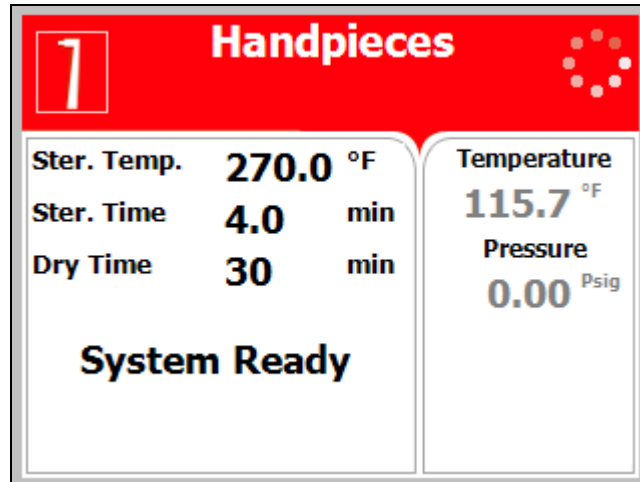 Handpieces
Ster. Temp. 270.0 °F
Ster. Time 4.0 min
Dry Time 30 min
System Ready
Temperature
115.7 °F
Pressure
0.00 Psig